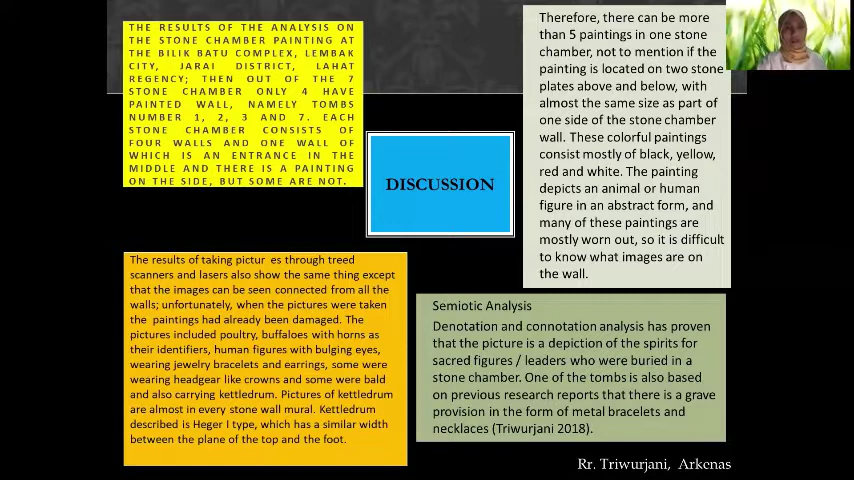 THE RESULTS OF THE ANALYSIS ON
THE STONE CHAMBER PAINTING AT
THE BILIK BATU COMPLEX, LEMBAK
CITY, JARAI DISTRICT, LAHAT
REGENCY; THEN OUT OF THE 7
STONE CHAMBER ONLY 4 HAVE
PAINTED WALL, NAMELY TOMBS
NUMBER 1, 2, 3 AND 7. EACH
STONE CHAMBER CONSISTS OF
FOUR WALLS AND ONE WALL OF
WHICH IS AN ENTRANCE IN THE
MIDDLE AND THERE IS A PAINTING
ON THE SIDE, BUT SOME ARE NOT.
DISCUSSION
Therefore, there can be more
than 5 paintings in one stone
chamber, not to mention if the
painting is located on two stone
plates above and below, with
almost the same size as part of
one side of the stone chamber
wall. These colorful paintings
consist mostly of black, yellow,
red and white. The painting
depicts an animal or human
figure in an abstract form, and
many of these paintings are
mostly worn out, so it is difficult
to know what images are on
the wall.
The results of taking pictur es through treed
scanners and lasers also show the same thing except
that the images can be seen connected from all the
walls; unfortunately, when the pictures were taken
the paintings had already been damaged. The
pictures included poultry, buffaloes with horns as
their identifiers, human figures with bulging eyes,
wearing jewelry bracelets and earrings, some were
wearing headgear like crowns and some were bald
and also carrying kettledrum. Pictures of kettledrum
are almost in every stone wall mural. Kettledrum
described is Heger I type, which has a similar width
between the plane of the top and the foot.
Semiotic Analysis
Denotation and connotation analysis has proven
that the picture is a depiction of the spirits for
sacred figures / leaders who were buried in a
stone chamber. One of the tombs is also based
on previous research reports that there is a grave
provision in the form of metal bracelets and
necklaces (Triwurjani 2018).
Rr. Triwurjani, Arkenas